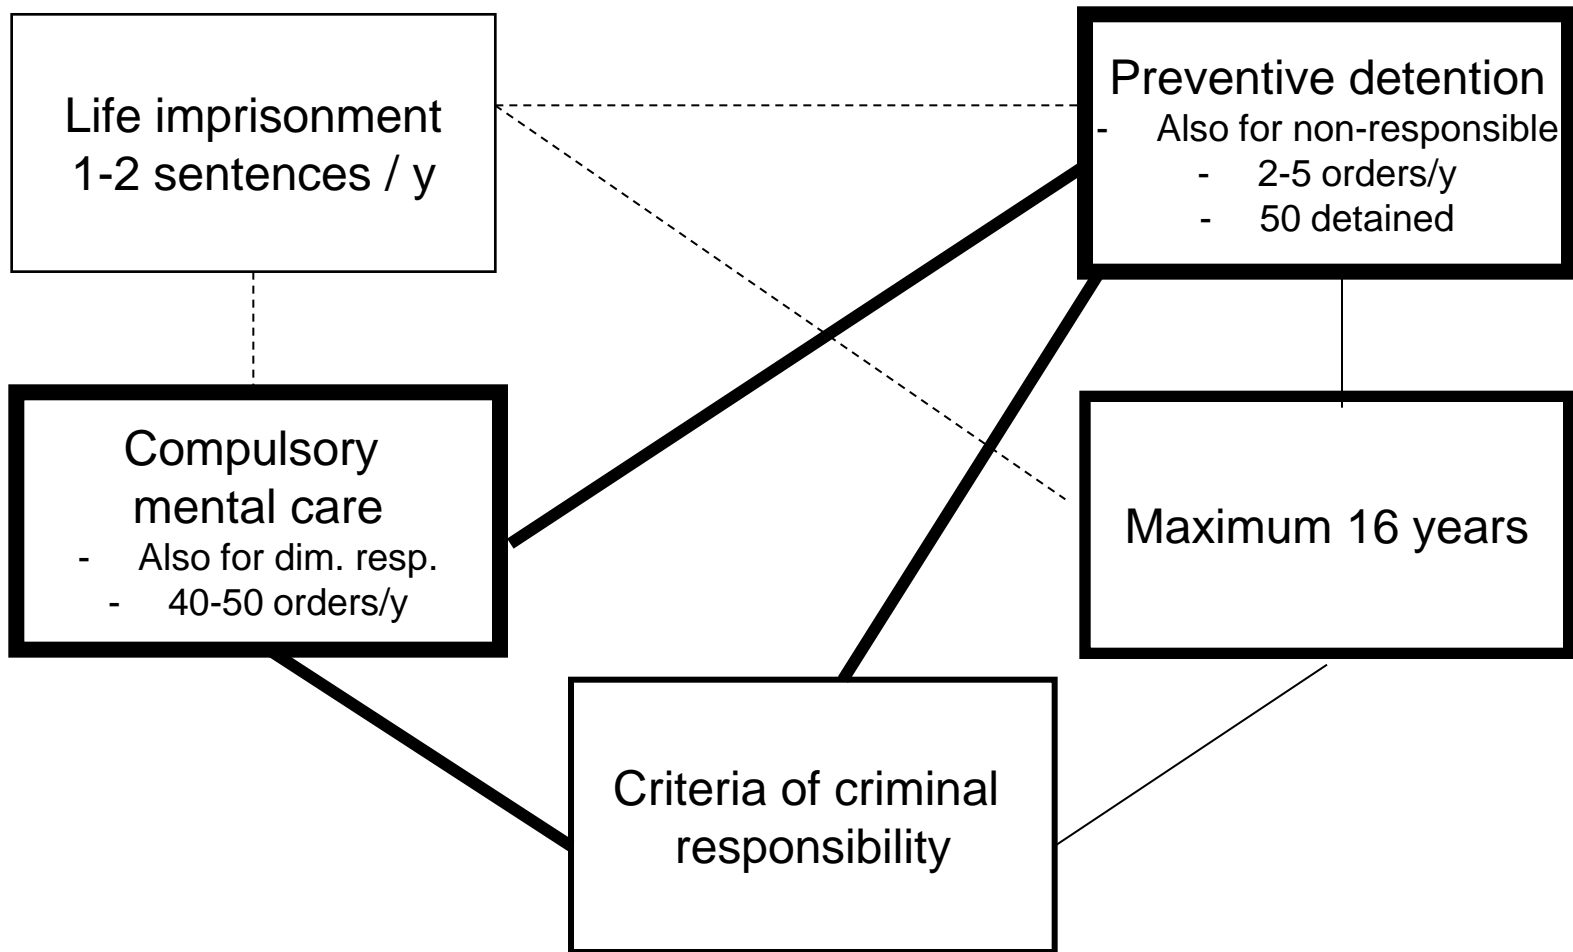 Life imprisonment
1-2 sentences / y
Preventive detention
- Also for non-responsible
- 2-5 orders/y
- 50 detained
Compulsory
mental care
- Also for dim. resp.
- 40-50 orders/y
Maximum 16 years
Criteria of criminal
responsibility